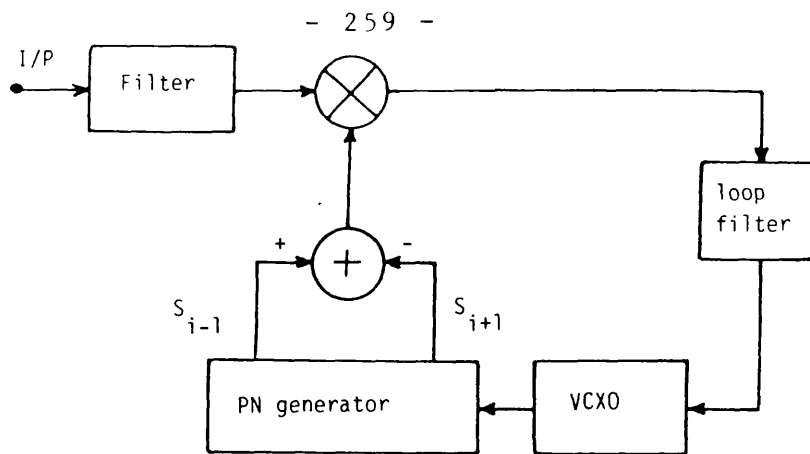 - 259 -
I/P
Filter
loop
filter
+
-
+
S i-1
S i+1
PN generator
VCXO